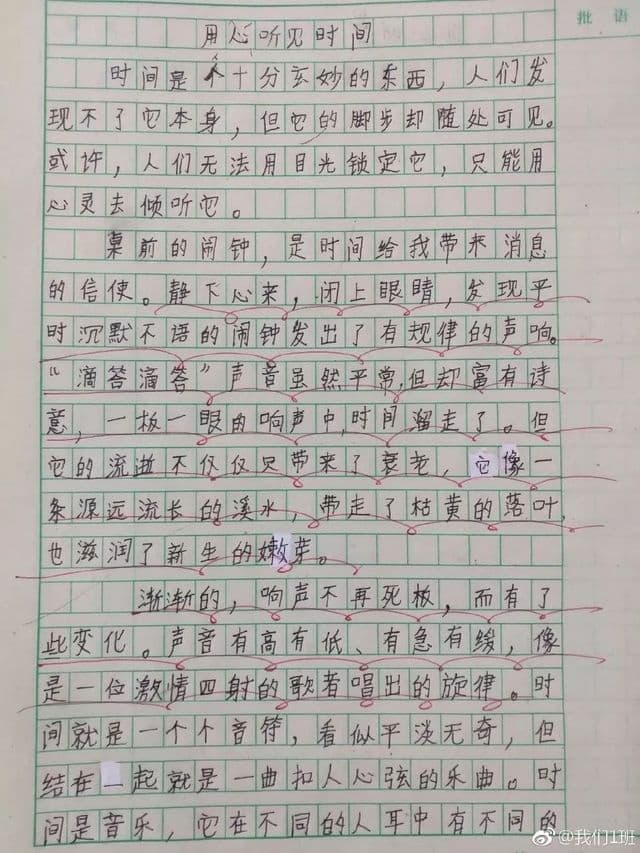 批 语
用心听见时间
时间是个十分玄妙的东西，人们发
现不了它本身，但它的脚步却随处可见。
或许，人们无法用目光锁定它，只能用
心灵去倾听它。
桌前的闹钟，是时间给我带来消息
的信使。静下心来，闭上眼睛，发现平
时沉默不语的闹钟发出了有规律的声响。
“滴答滴答”声音虽然平常，但却富有诗
意，一板一眼的响声中，时间溜走了。但
它的流逝不仅仅只带来了衰老，它像一
条源远流长的溪水，带走了枯黄的落叶，
也滋润了新生的嫩芽。
渐渐的，响声不再死板，而有了
些变化。声音有高有低、有急有缓，像
是一位激情四射的歌者唱出的旋律。时
间就是一个个音符，看似平淡无奇，但
结在一起就是一曲扣人心弦的乐曲。时
间是音乐，它在不同的人耳中有不同的
@我们1班